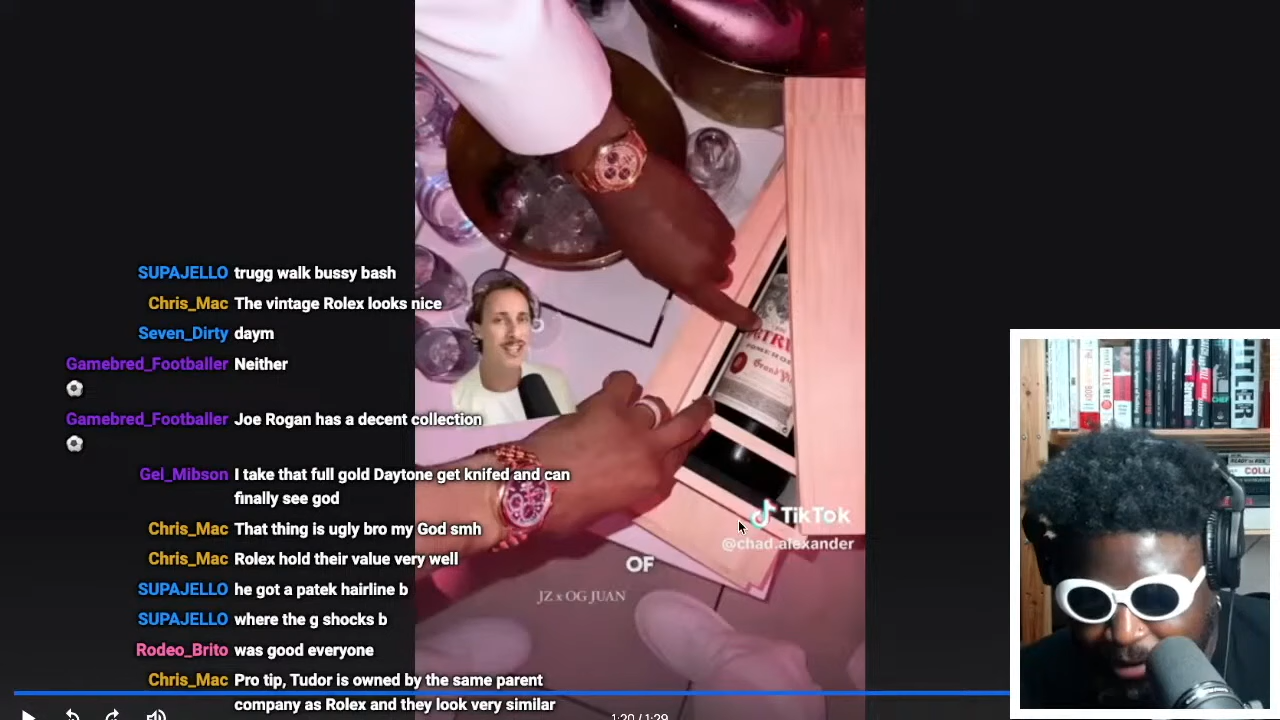 SUPAJELLO trugg walk bussy bash
Chris_Mac The vintage Rolex looks nice
Seven_Dirty daym
Gamebred_Footballer Neither
Gamebred_Footballer Joe Rogan has a decent collection
Gel_Mibson I take that full gold Daytone get knifed and can
finally see god
Chris_Mac That thing is ugly bro my God smh
Chris_Mac Rolex hold their value very well
SUPAJELLO he got a patek hairline b
SUPAJELLO where the g shocks b
Rodeo_Brito was good everyone
Chris_Mac Pro tip, Tudor is owned by the same parent
company as Rolex and they look very similar
POMEROL
TikTok
@chad.alexander
OF
JZ x OG JUAN
1:20 / 1:29